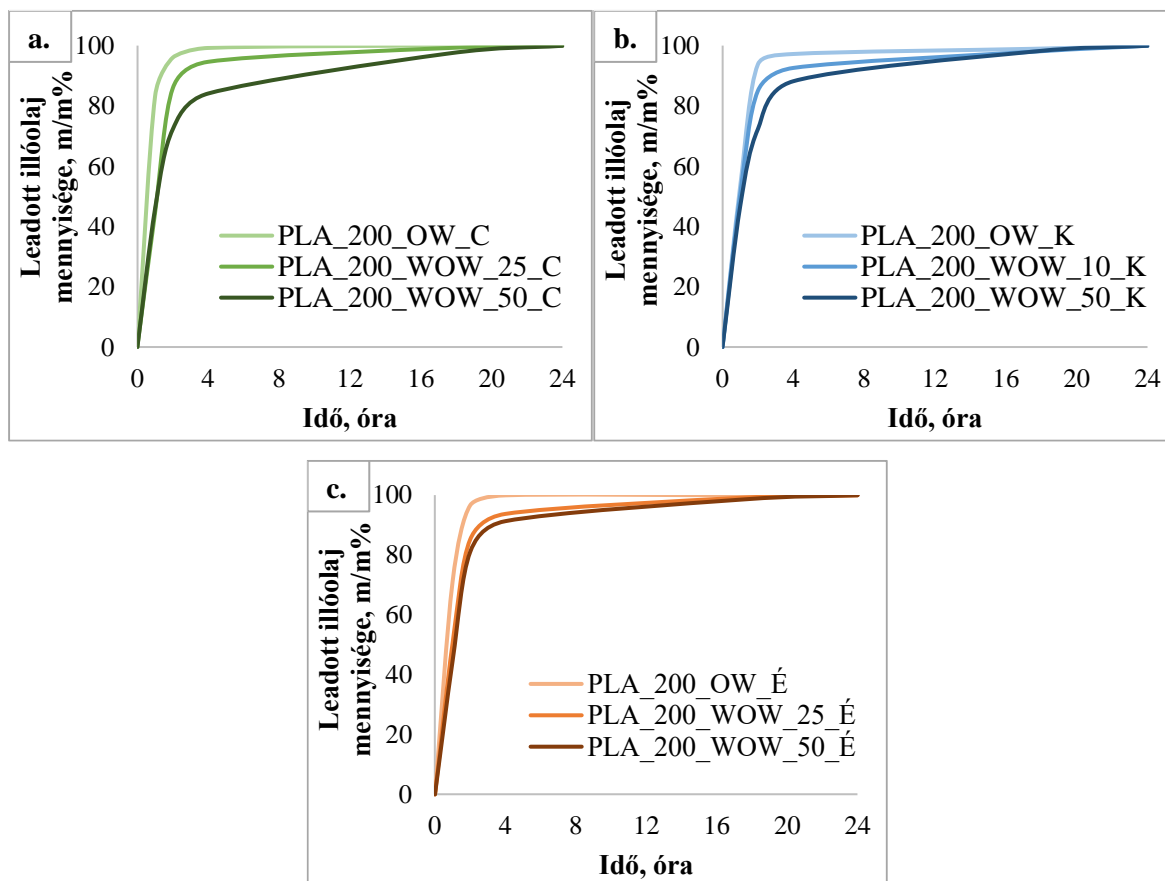 a.
Leadott illóolaj
mennyisége, m/m%
100
80
60
40
20
0
PLA_200_OW_C
PLA_200_WOW_25_C
PLA_200_WOW_50_C
0 4 8 12 16 20 24
Idő, óra
b.
Leadott illóolaj
mennyisége, m/m%
100
80
60
40
20
0
PLA_200_OW_K
PLA_200_WOW_10_K
PLA_200_WOW_50_K
0 4 8 12 16 20 24
Idő, óra
c.
Leadott illóolaj
mennyisége, m/m%
100
80
60
40
20
0
PLA_200_OW_É
PLA_200_WOW_25_É
PLA_200_WOW_50_É
0 4 8 12 16 20 24
Idő, óra